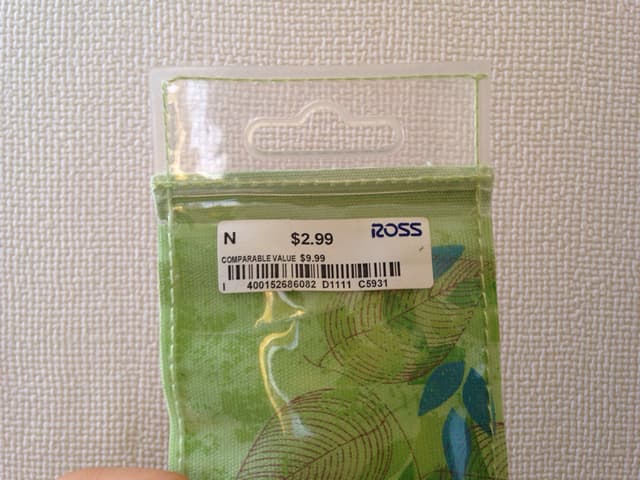 N $2.99 ROSS
COMPARABLE VALUE $9.99
I 400152686082 D1111 C5931